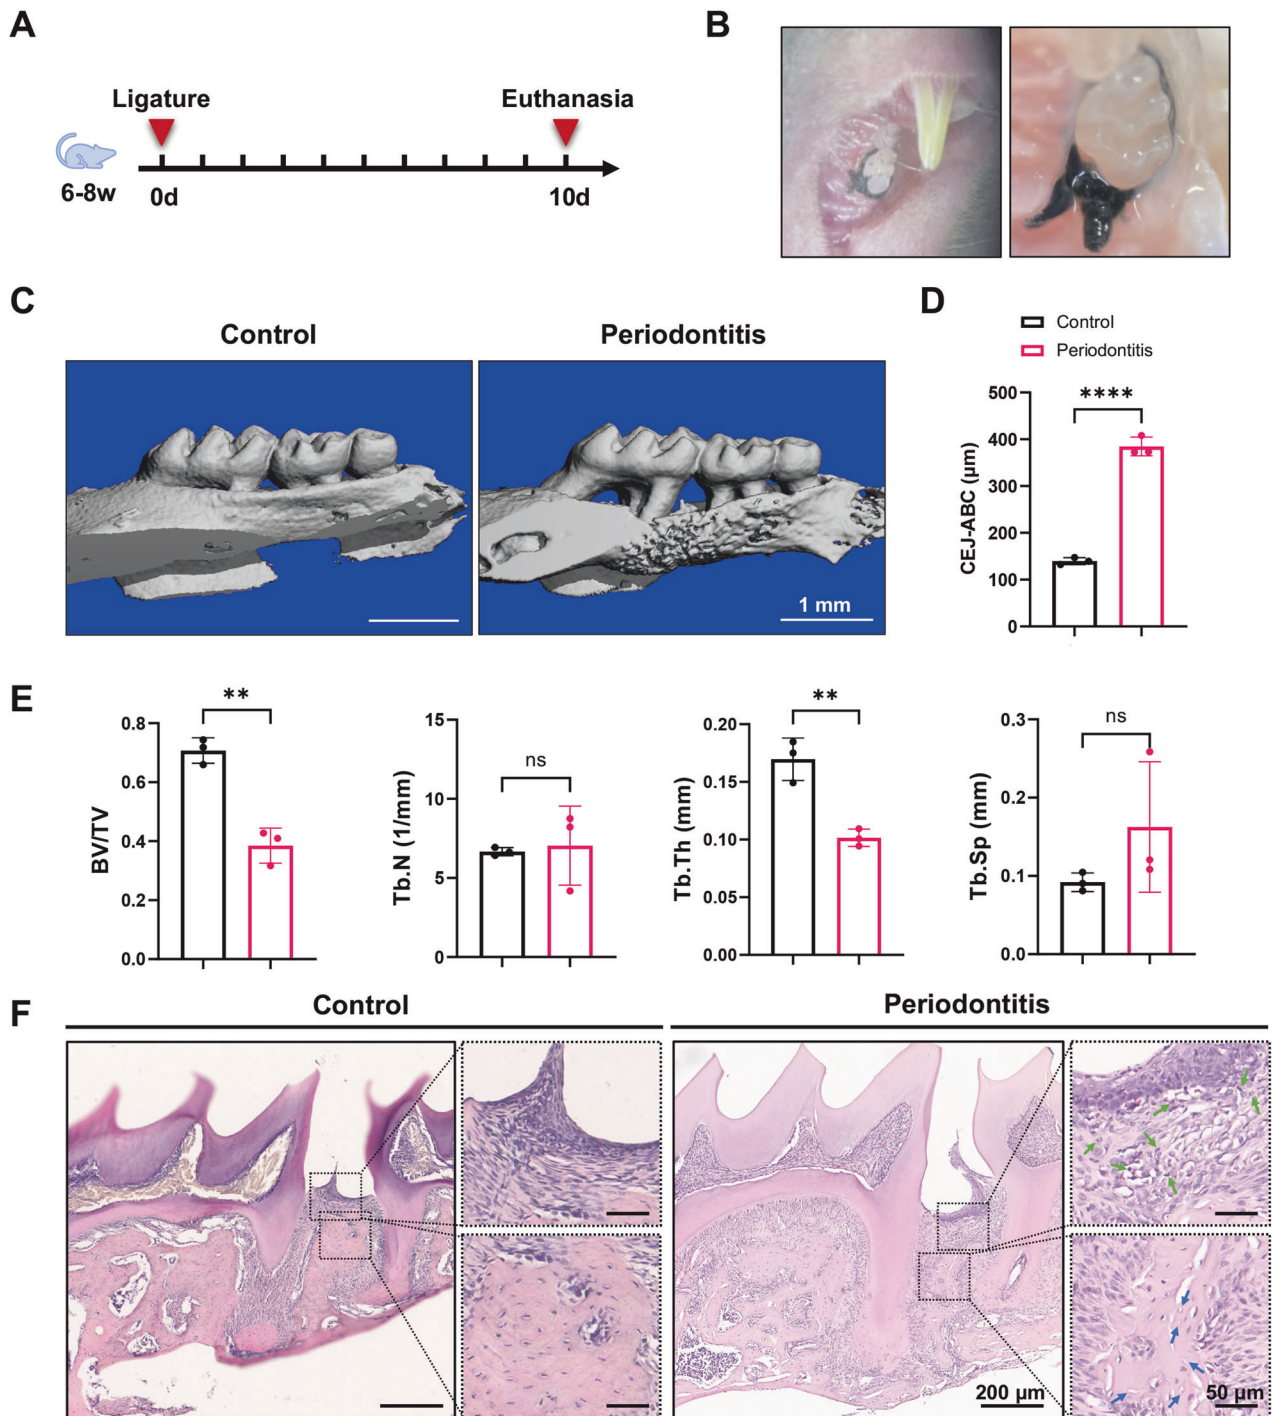 A
Ligature
Euthanasia
6-8w
0d
10d
B
C
Control
Periodontitis
1 mm
D
Control
Periodontitis
500
400
300
200
100
0
CEJ-ABC (μm)
****
E
0.8
0.6
0.4
0.2
0.0
BV/TV
**
15
10
5
0
Tb.N (1/mm)
ns
0.20
0.15
0.10
0.05
0.00
Tb.Th (mm)
**
0.3
0.2
0.1
0.0
Tb.Sp (mm)
ns
F
Control
Periodontitis
200 μm
50 μm